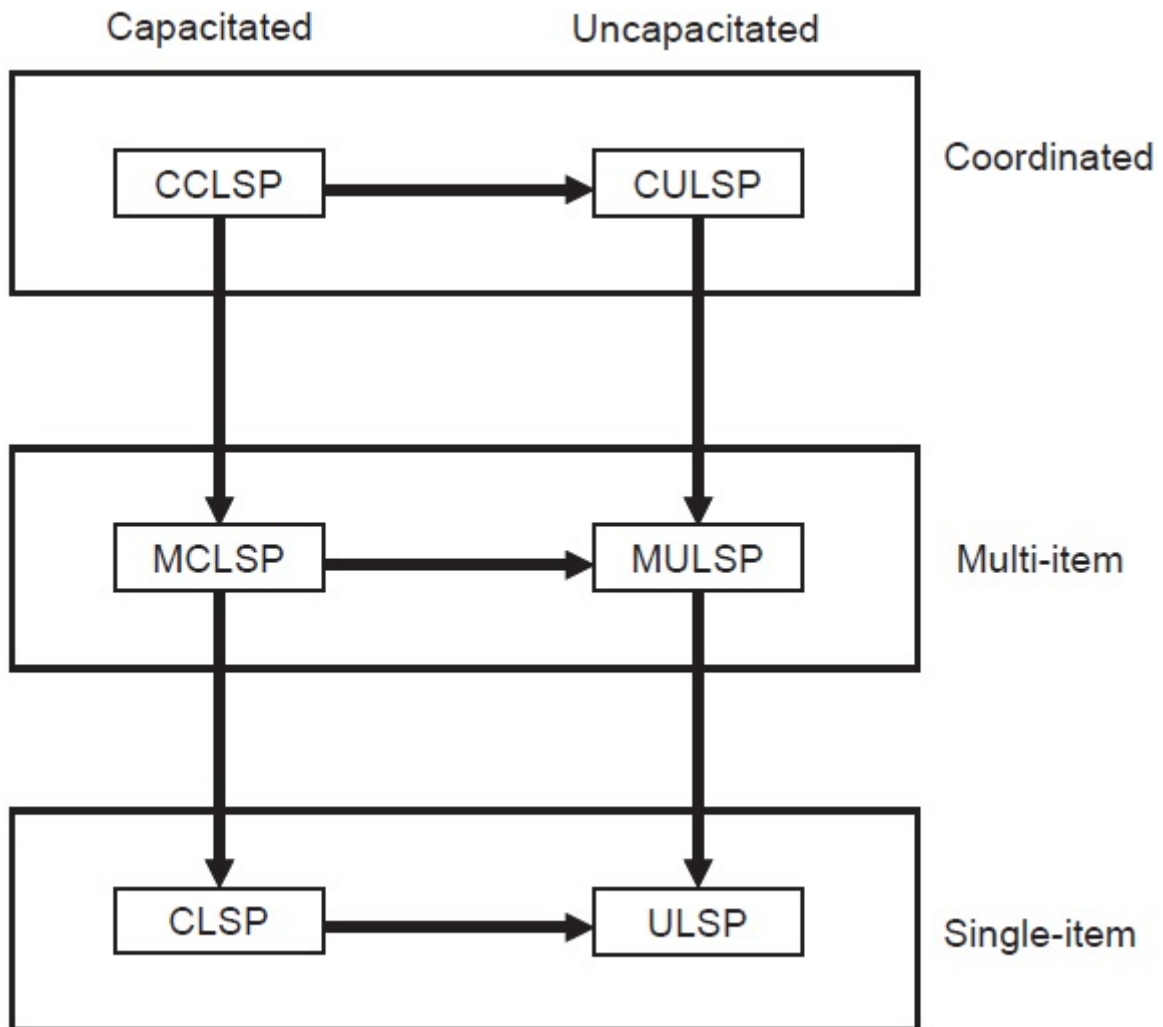 Capacitated
Uncapacitated
CCLSP
CULSP
Coordinated
MCLSP
MULSP
Multi-item
CLSP
ULSP
Single-item